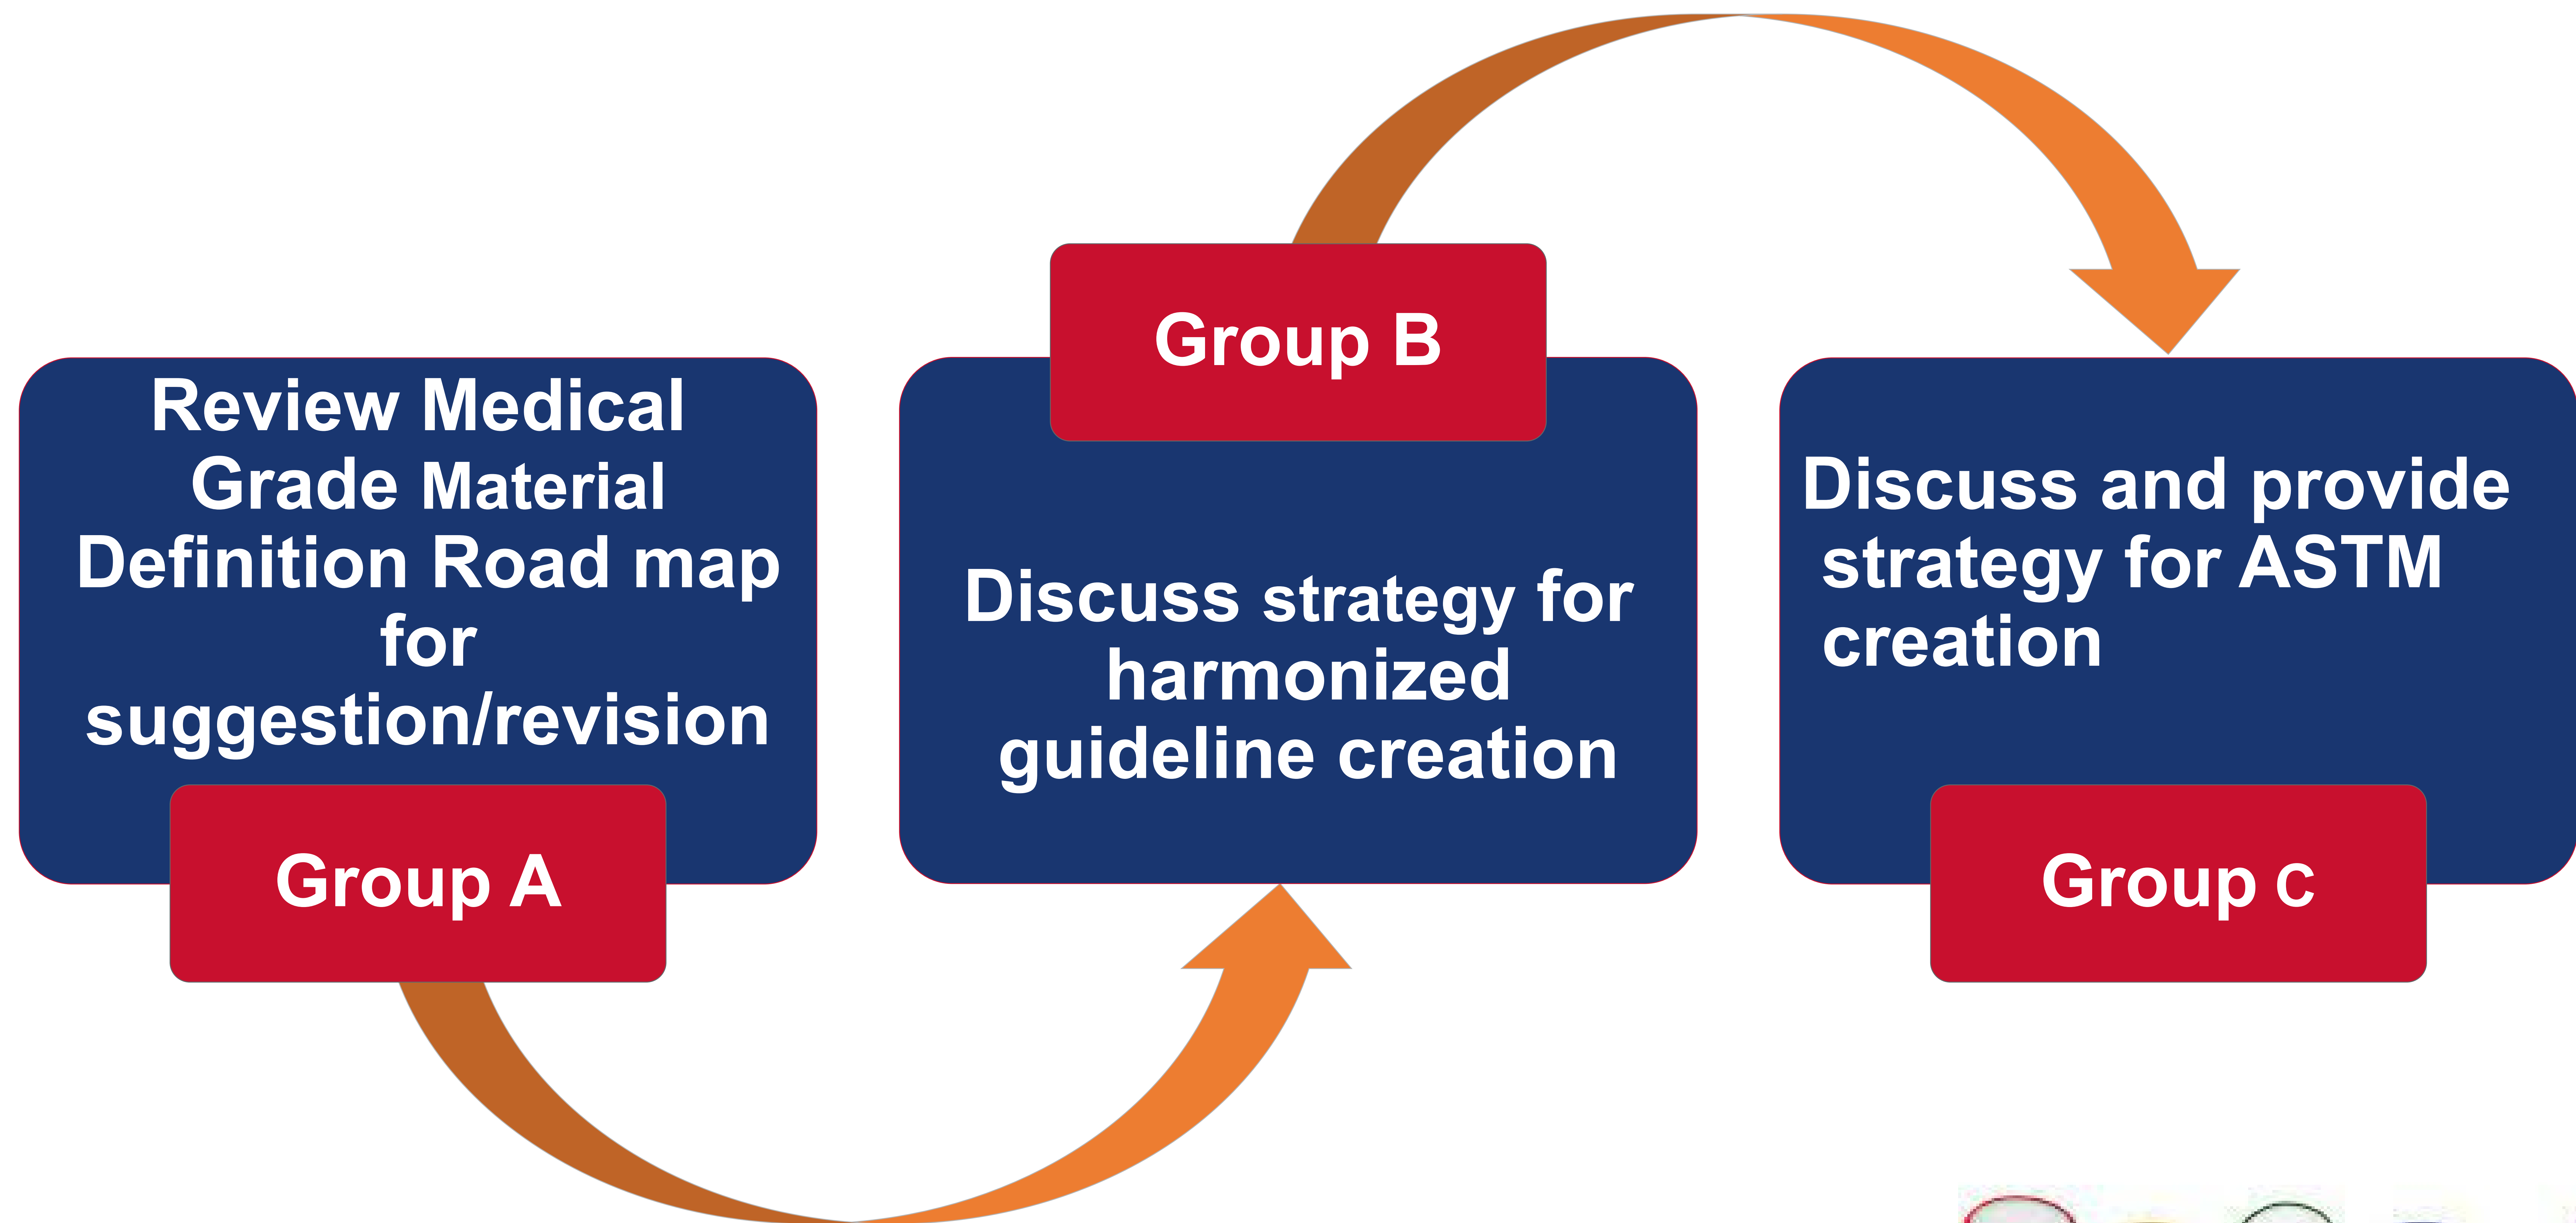 Review Medical
Grade Material
Definition Road map
for
suggestion/revision
Group A
Group B
Discuss strategy for
harmonized
guideline creation
Discuss and provide
strategy for ASTM
creation
Group c